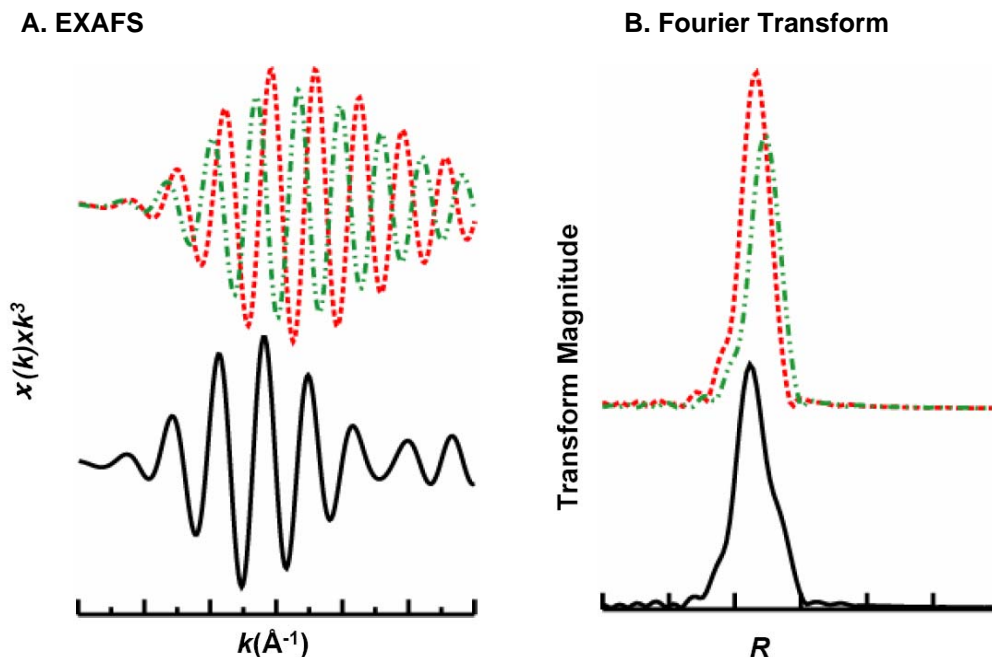 A. EXAFS
B. Fourier Transform
x(k)xk³
k(Å⁻¹)
Transform Magnitude
R